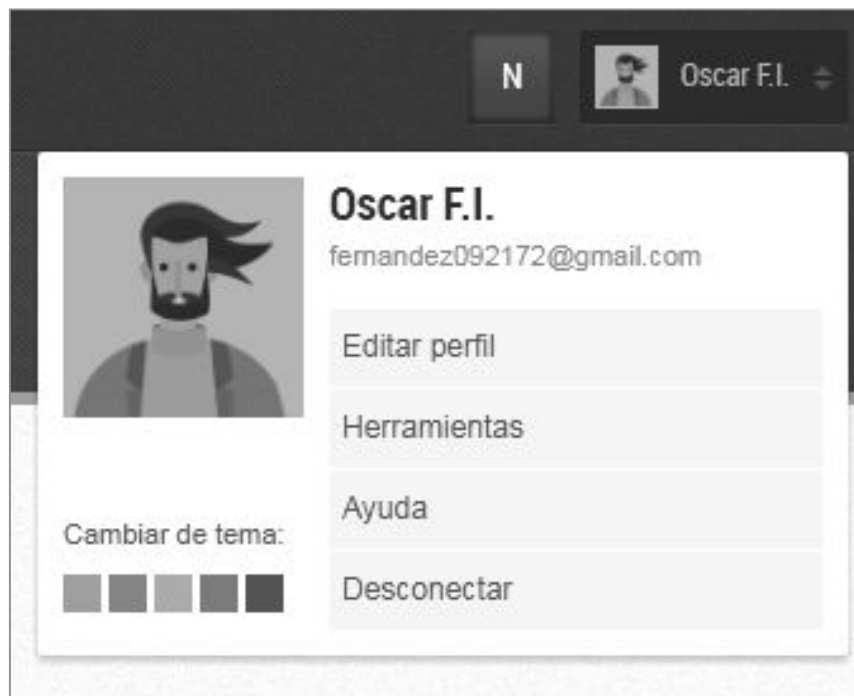 N
Oscar F.I.
Oscar F.I.
fernandez092172@gmail.com
Editar perfil
Herramientas
Ayuda
Desconectar
Cambiar de tema: